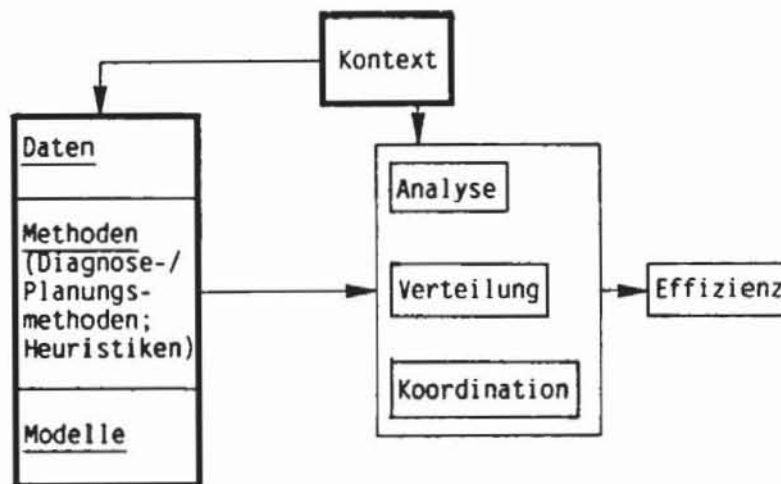 Kontext
Daten
Methoden
(Diagnose-/
Planungs-
methoden;
Heuristiken)
Modelle
Analyse
Verteilung
Koordination
Effizienz